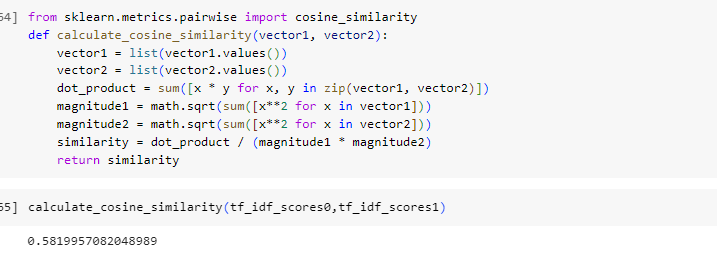 54] from sklearn.metrics.pairwise import cosine_similarity
def calculate_cosine_similarity(vector1, vector2):
    vector1 = list(vector1.values())
    vector2 = list(vector2.values())
    dot_product = sum([x * y for x, y in zip(vector1, vector2)])
    magnitude1 = math.sqrt(sum([x**2 for x in vector1]))
    magnitude2 = math.sqrt(sum([x**2 for x in vector2]))
    similarity = dot_product / (magnitude1 * magnitude2)
    return similarity
55] calculate_cosine_similarity(tf_idf_scores0,tf_idf_scores1)
0.5819957082048989